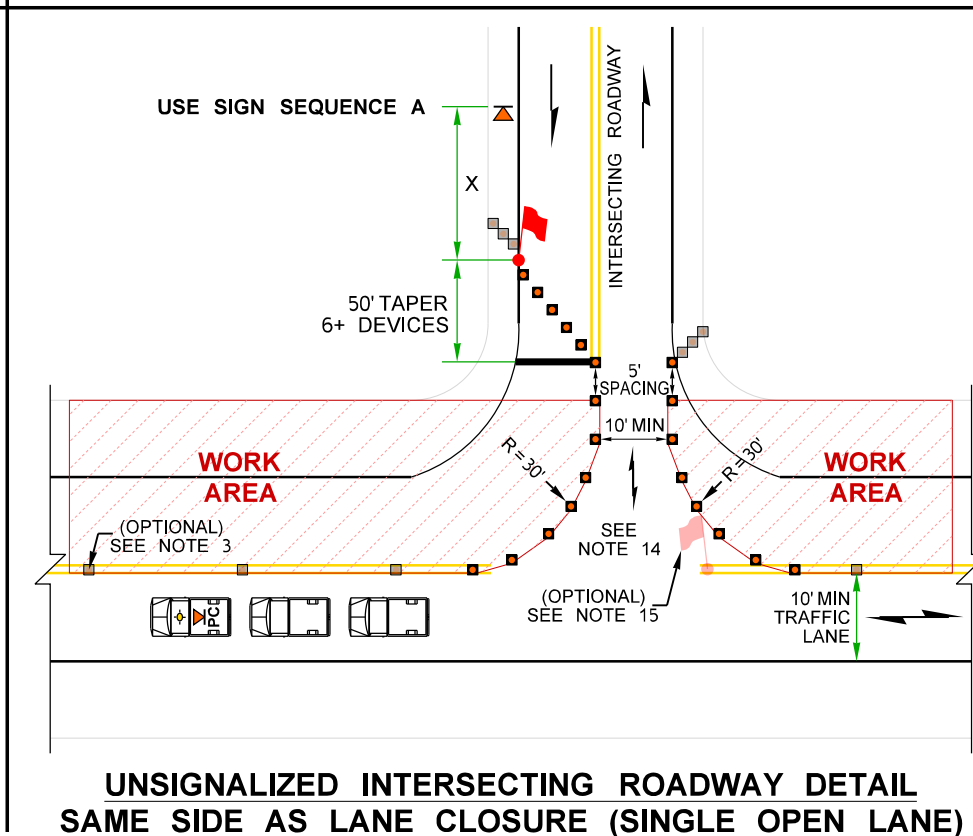 USE SIGN SEQUENCE A
X
INTERSECTING ROADWAY
50' TAPER
6+ DEVICES
5'
SPACING
10' MIN
R = 30'
R = 30'
WORK
AREA
WORK
AREA
(OPTIONAL)
SEE NOTE 3
SEE
NOTE 14
(OPTIONAL)
SEE NOTE 15
PC
10' MIN
TRAFFIC
LANE
UNSIGNALIZED INTERSECTING ROADWAY DETAIL
SAME SIDE AS LANE CLOSURE (SINGLE OPEN LANE)